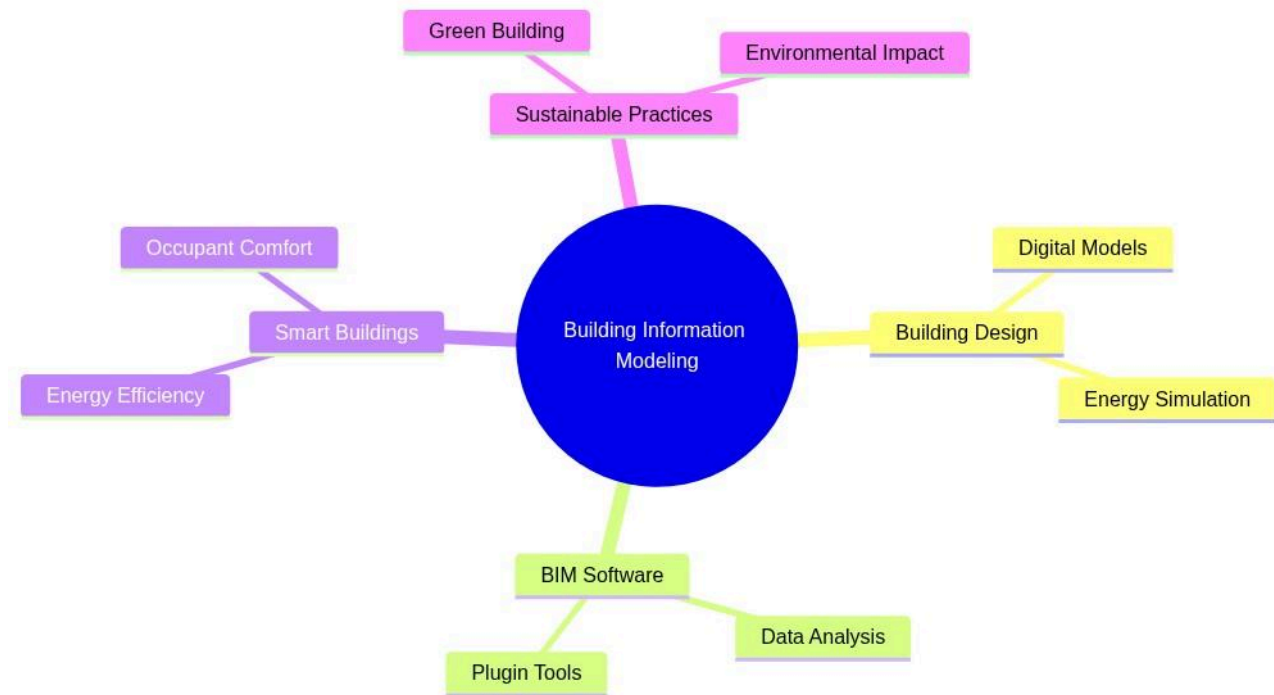 Green Building
Environmental Impact
Sustainable Practices
Occupant Comfort
Digital Models
Smart Buildings
Building Information
Modeling
Building Design
Energy Efficiency
Energy Simulation
BIM Software
Data Analysis
Plugin Tools